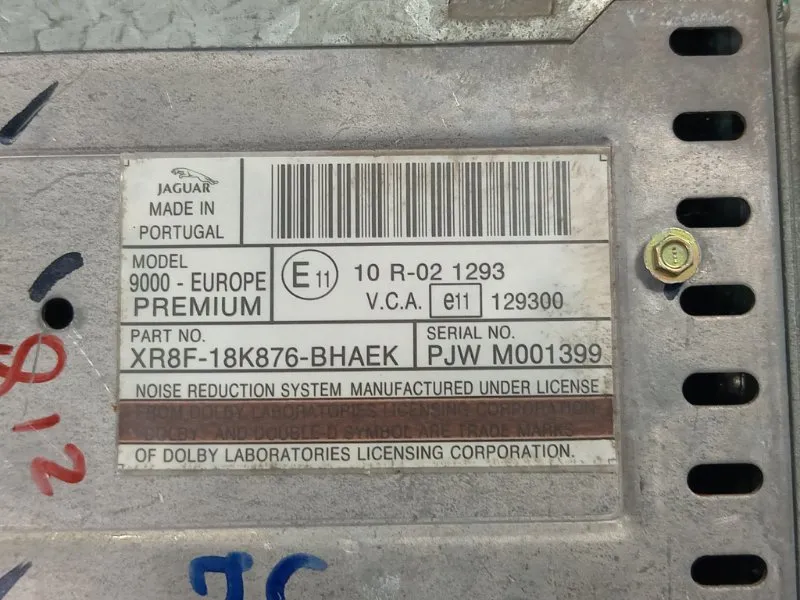 JAGUAR
MADE IN
PORTUGAL
MODEL
9000 - EUROPE
PREMIUM
E 11
10 R-02 1293
V.C.A. e11 129300
PART NO.
XR8F-18K876-BHAEK
SERIAL NO.
PJW M001399
NOISE REDUCTION SYSTEM MANUFACTURED UNDER LICENSE
FROM DOLBY LABORATORIES LICENSING CORPORATION
DOLBY AND DOUBLE-D SYMBOL ARE TRADE MARKS
OF DOLBY LABORATORIES LICENSING CORPORATION.